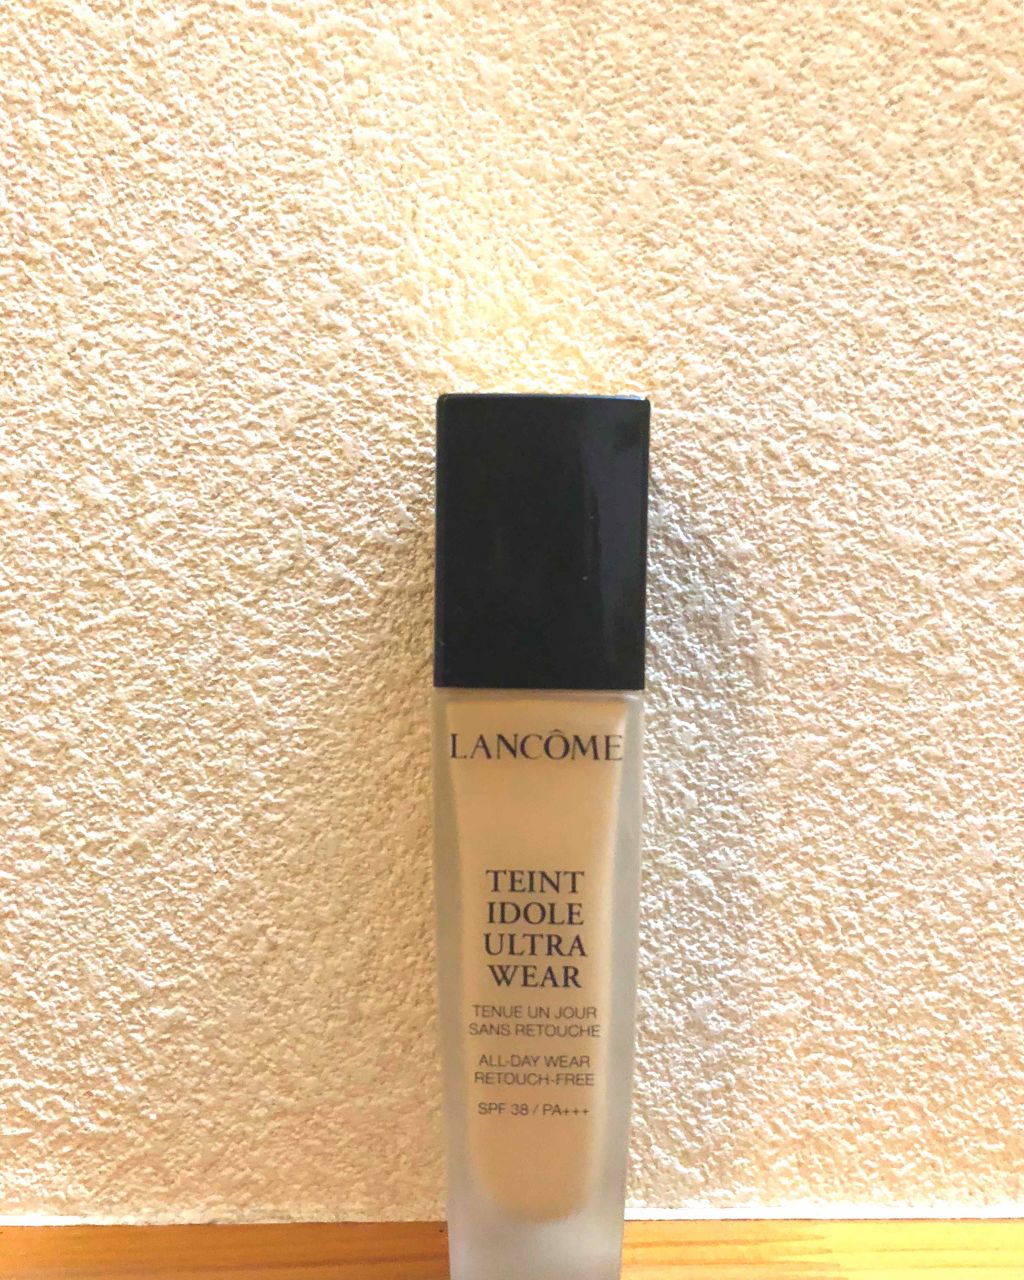 LANCÔME
TEINT
IDOLE
ULTRA
WEAR
TENUE UN JOUR
SANS RETOUCHE
ALL-DAY WEAR
RETOUCH-FREE
SPF 38 / PA+++